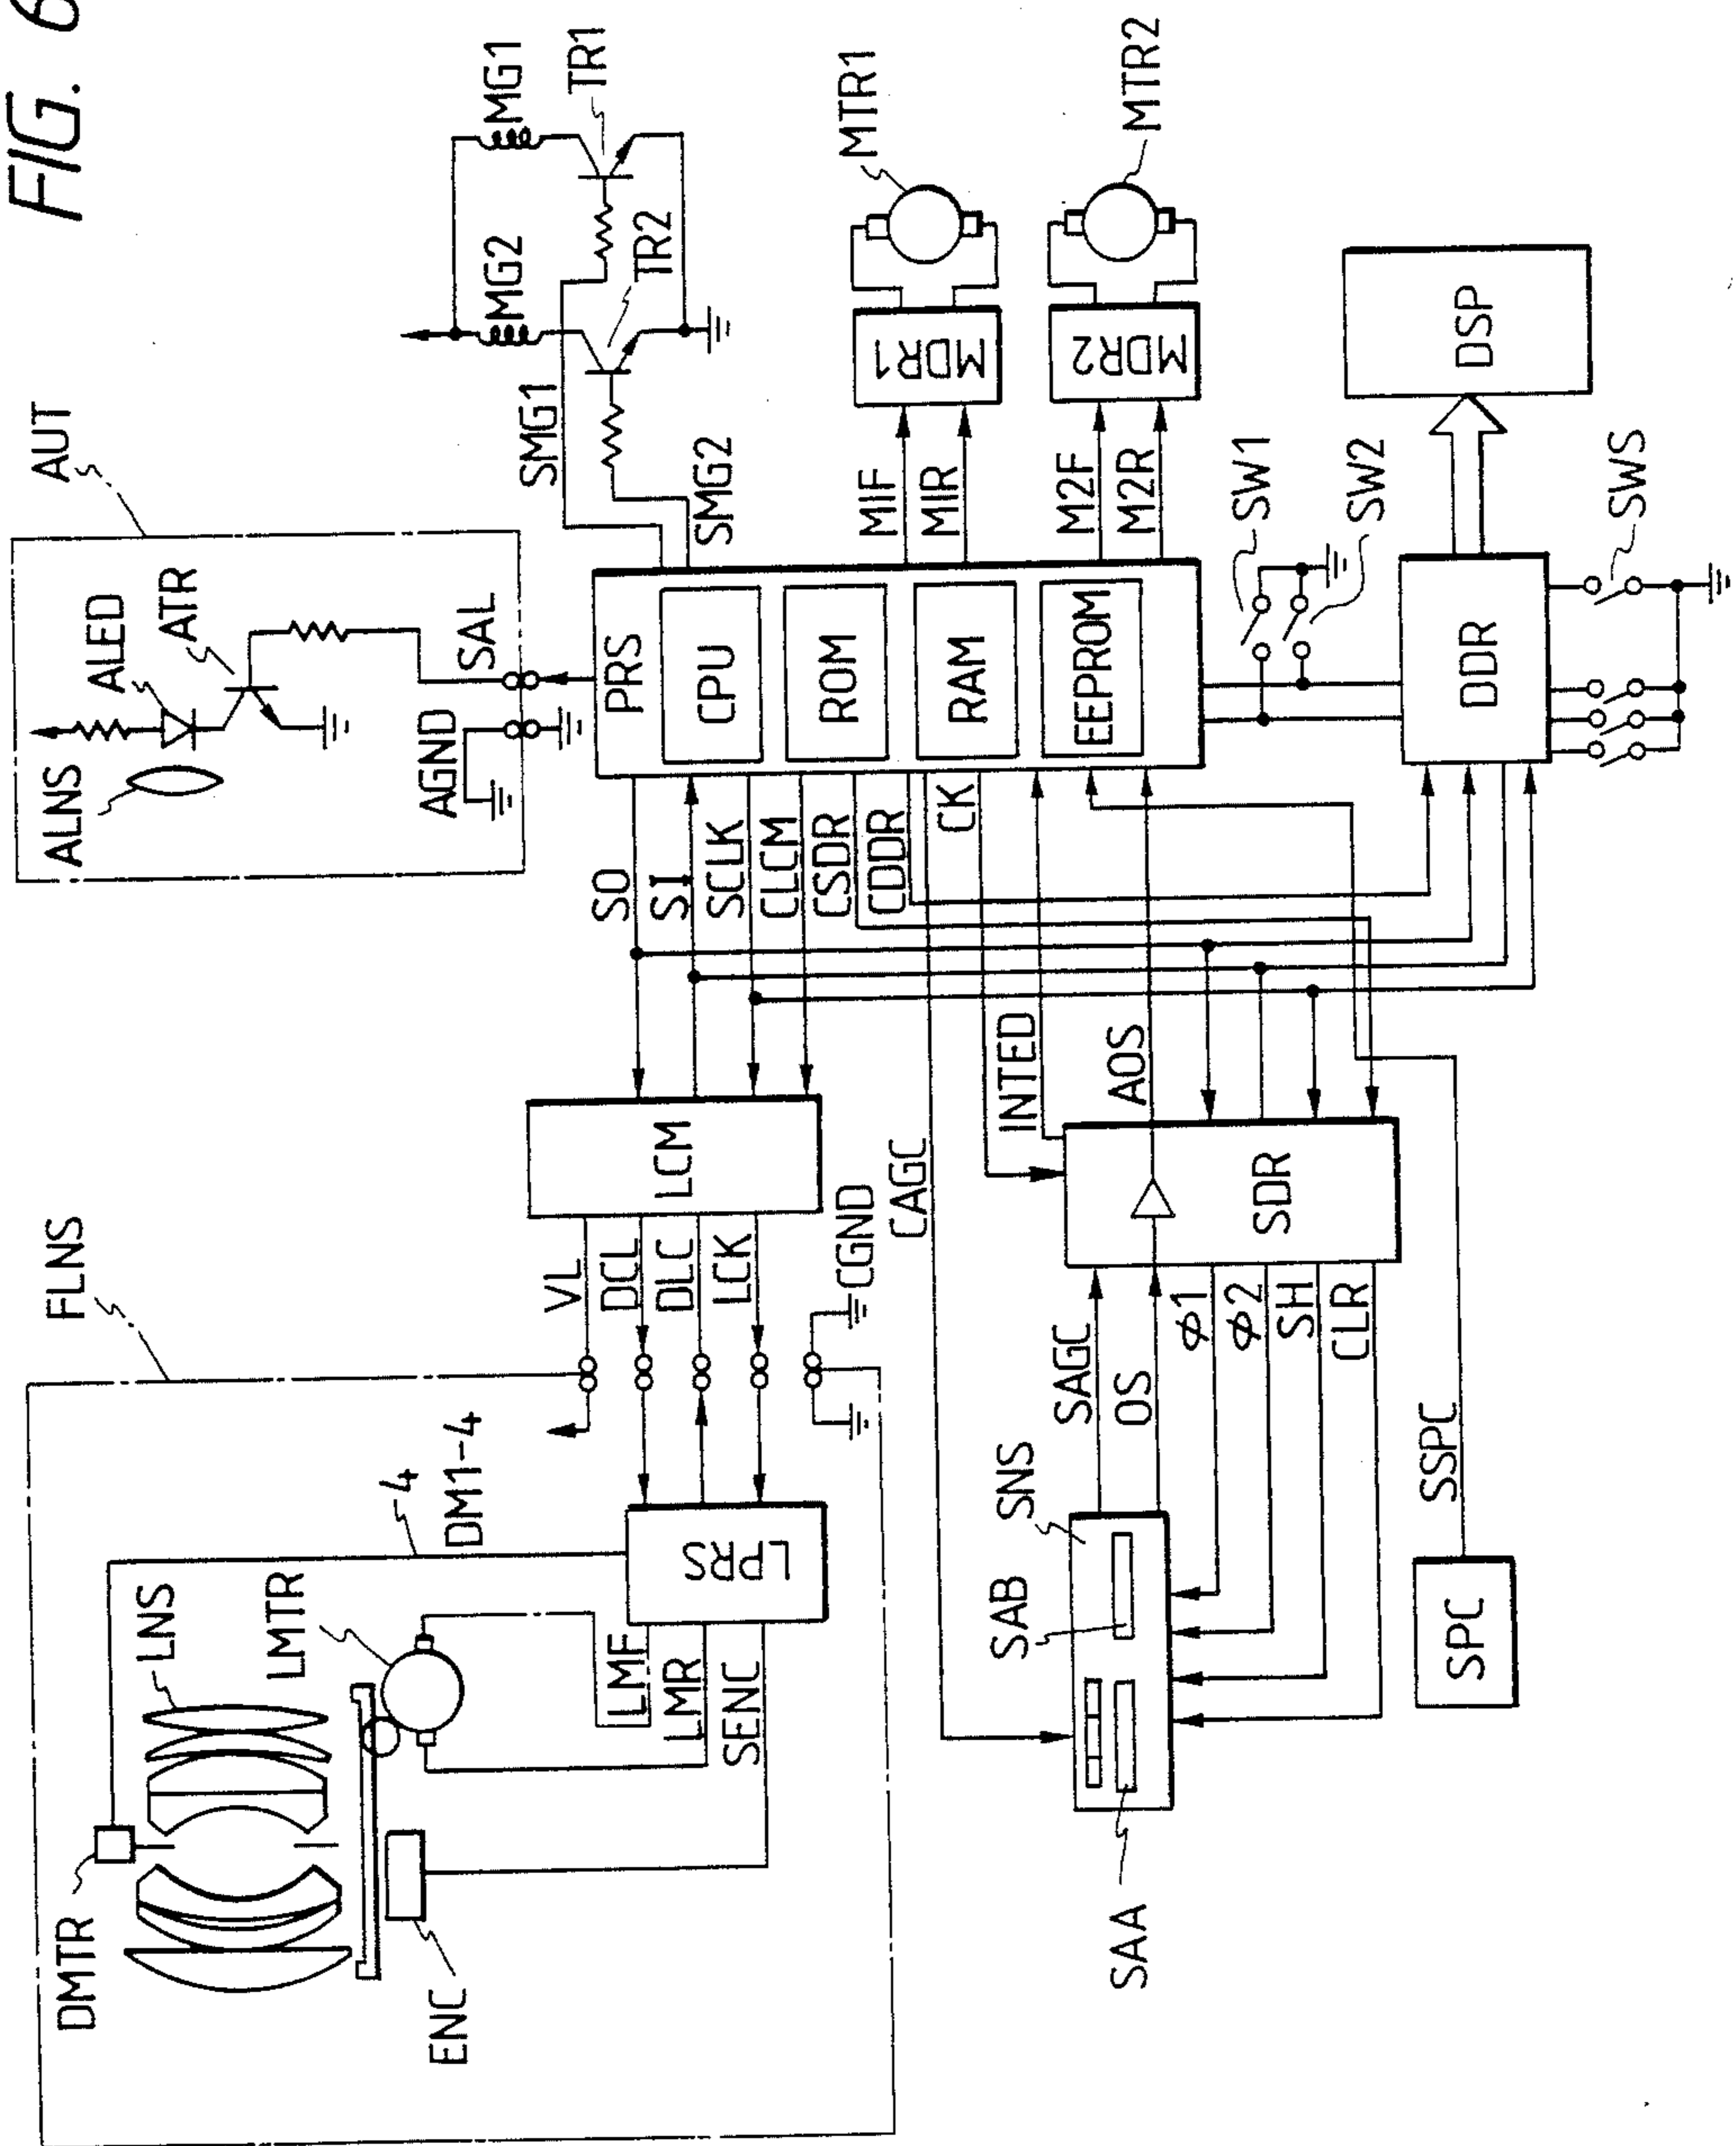 FIG. 6
AUT
ALED
ATR
ALNS
SAL
AGND
MG1
TR1
MG2
TR2
SMG1
SMG2
FLNS
DMTR
LNS
LMTR
ENC
4
DM1-4
LPRS
LMF
LMR
SENC
VL
DCL
DLC
LCK
CGND
LCM
SO
SI
SCLK
CLCM
CSDR
CDDR
CK
PRS
CPU
ROM
RAM
EEPROM
MIF
MIR
M2F
M2R
MDR1
MDR2
MTR1
MTR2
SW1
SW2
DDR
DSP
SWS
CAGC
INTED
AOS
SDR
SAGC
OS
φ1
φ2
SH
CLR
SNS
SAB
SAA
SSPC
SPC